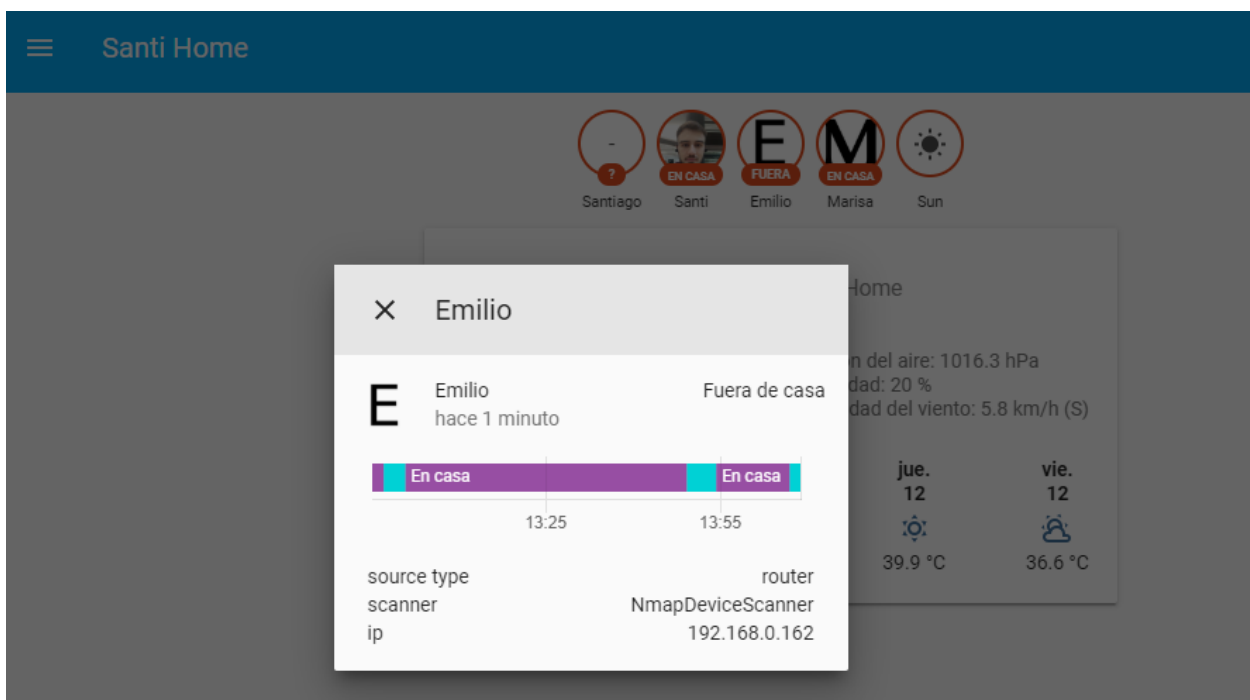 Santi Home
-
?
EN CASA
E
FUERA
M
EN CASA
Santiago Santi Emilio Marisa Sun
Home
Emilio
n del aire: 1016.3 hPa
dad: 20 %
dad del viento: 5.8 km/h (S)
E
Emilio Fuera de casa
hace 1 minuto
En casa En casa
13:25 13:55
jue. vie.
12 12
39.9 °C 36.6 °C
source type router
scanner NmapDeviceScanner
ip 192.168.0.162